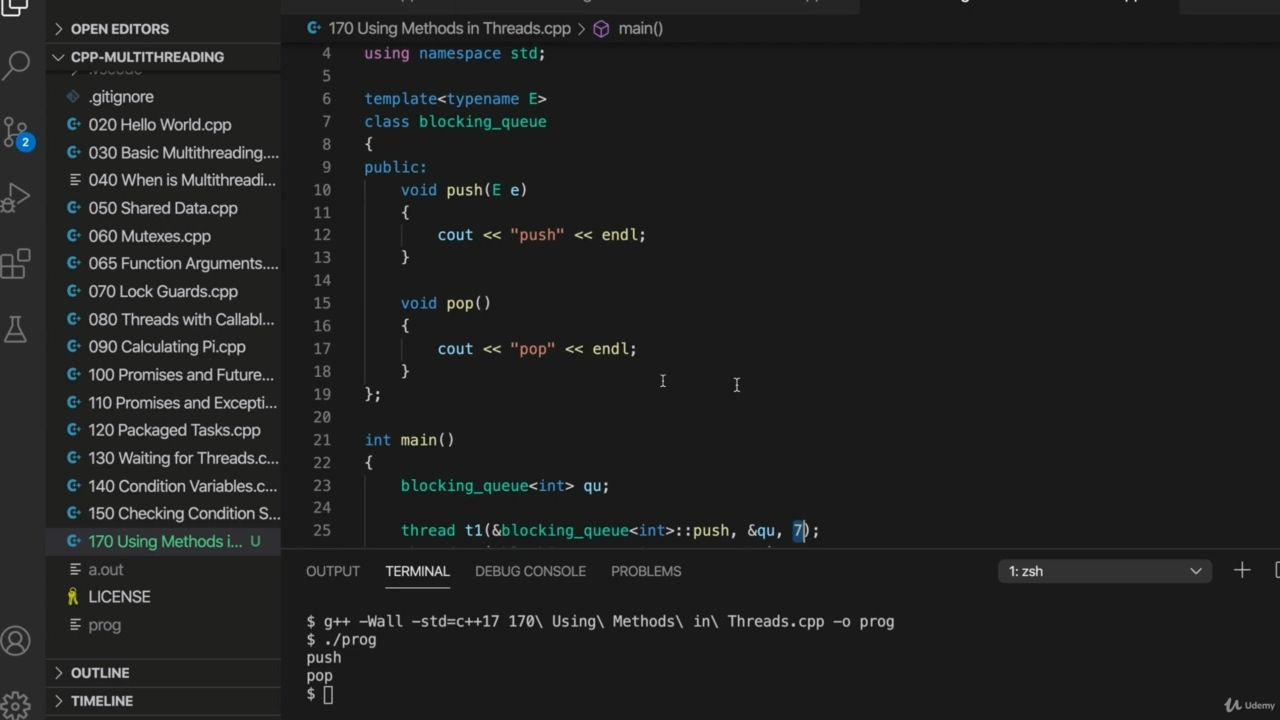 OPEN EDITORS
CPP-MULTITHREADING
.vscode
.gitignore
020 Hello World.cpp
030 Basic Multithreading....
040 When is Multithreadi...
050 Shared Data.cpp
060 Mutexes.cpp
065 Function Arguments....
070 Lock Guards.cpp
080 Threads with Callabl...
090 Calculating Pi.cpp
100 Promises and Future...
110 Promises and Excepti...
120 Packaged Tasks.cpp
130 Waiting for Threads.c...
140 Condition Variables.c...
150 Checking Condition S...
170 Using Methods i... U
a.out
LICENSE
prog
OUTLINE
TIMELINE
2
170 Using Methods in Threads.cpp > main()
4 using namespace std;
5
6 template<typename E>
7 class blocking_queue
8 {
9 public:
10 void push(E e)
11 {
12 cout << "push" << endl;
13 }
14
15 void pop()
16 {
17 cout << "pop" << endl;
18 }
19 };
20
21 int main()
22 {
23 blocking_queue<int> qu;
24
25 thread t1(&blocking_queue<int>::push, &qu, 7);
OUTPUT TERMINAL DEBUG CONSOLE PROBLEMS 1: zsh
$ g++ -Wall -std=c++17 170\ Using\ Methods\ in\ Threads.cpp -o prog
$ ./prog
push
pop
$
Udemy